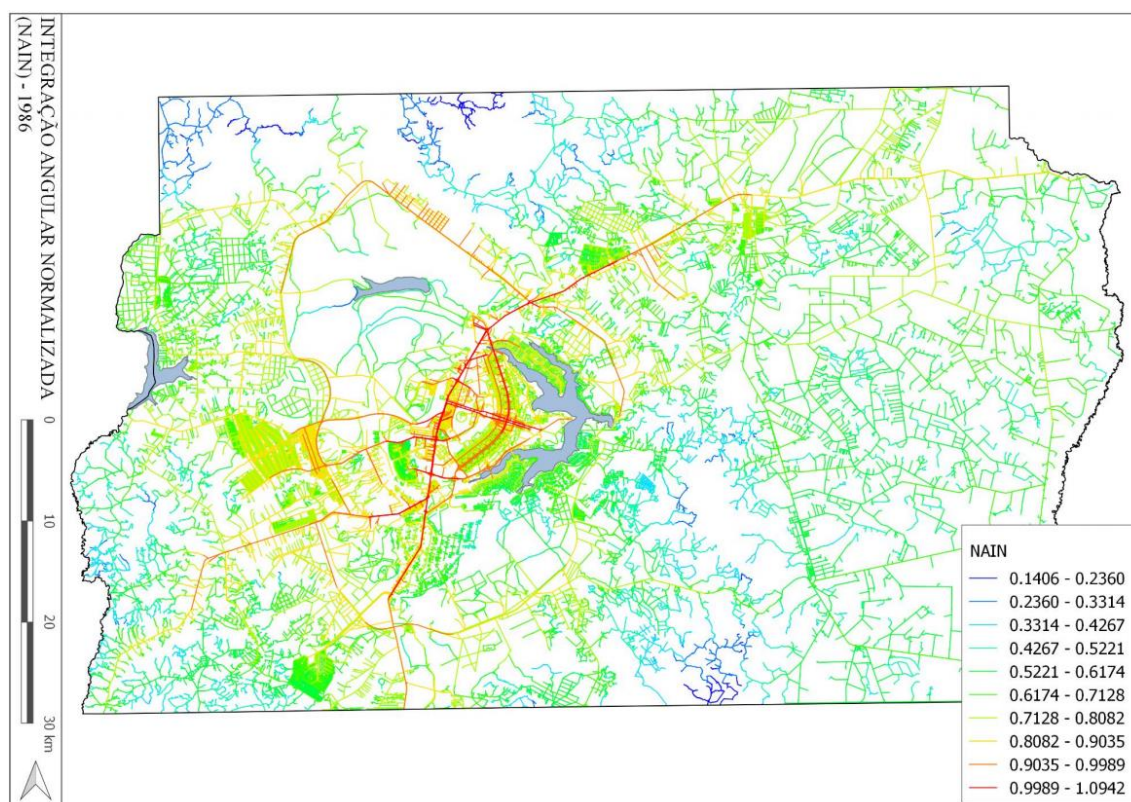 INTEGRAÇÃO ANGULAR NORMALIZADA
(NAIN) - 1986
0
10
20
30 km
NAIN
0.1406 - 0.2360
0.2360 - 0.3314
0.3314 - 0.4267
0.4267 - 0.5221
0.5221 - 0.6174
0.6174 - 0.7128
0.7128 - 0.8082
0.8082 - 0.9035
0.9035 - 0.9989
0.9989 - 1.0942